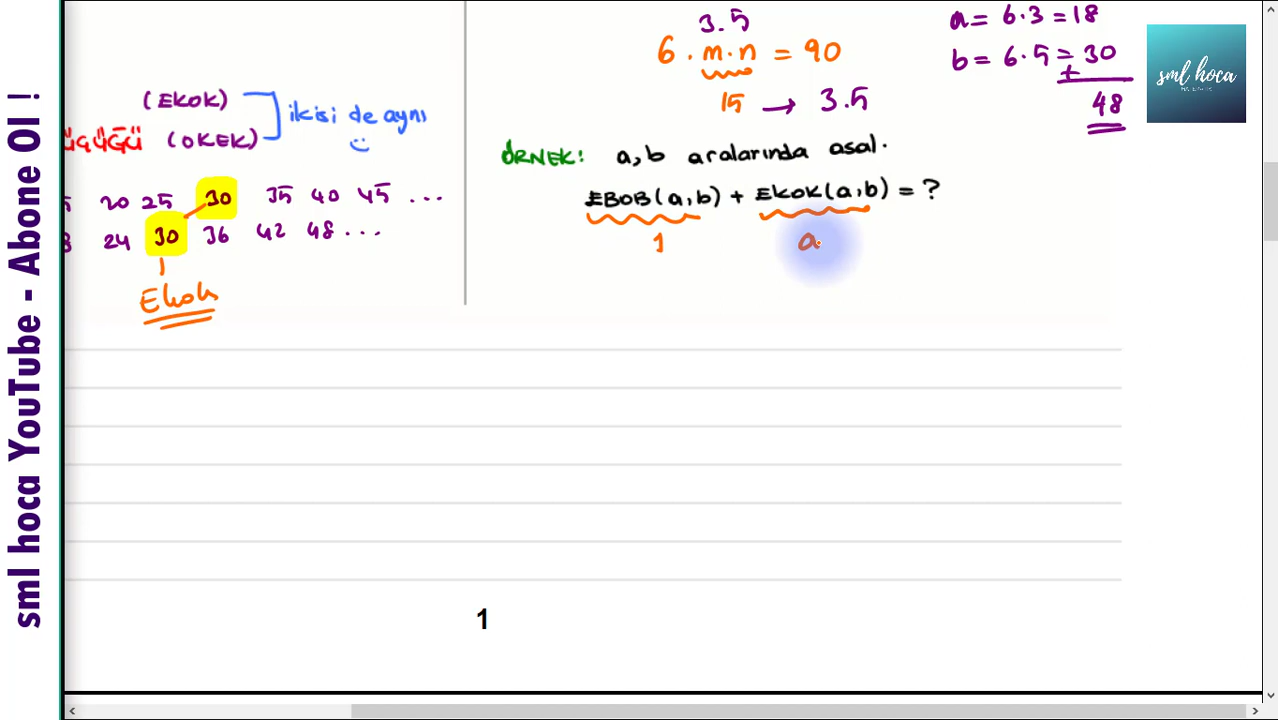 sml hoca YouTube - Abone Ol !
(EKOK)
ikisi de aynı
(OKEK)
20 25 30 35 40 45 ...
24 30 36 42 48 ...
Ekok
3.5
6 . m.n = 90
15 → 3.5
a = 6.3 = 18
b = 6.5 = 30
+
48
sml hoca
ÖRNEK: a,b aralarında asal.
EBOB(a,b) + Ekok(a,b) = ?
1 a.
1